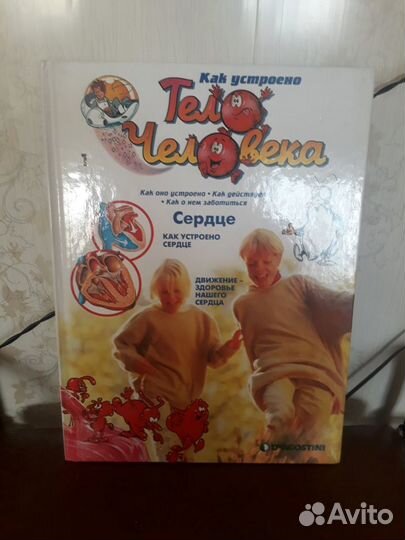 Как устроено
Тело
Человека
1
Как оно устроено • Как действует
• Как о нем заботиться
Сердце
КАК УСТРОЕНО
СЕРДЦЕ
ДВИЖЕНИЕ –
ЗДОРОВЬЕ
НАШЕГО
СЕРДЦА
DeAGOSTINI
Avito